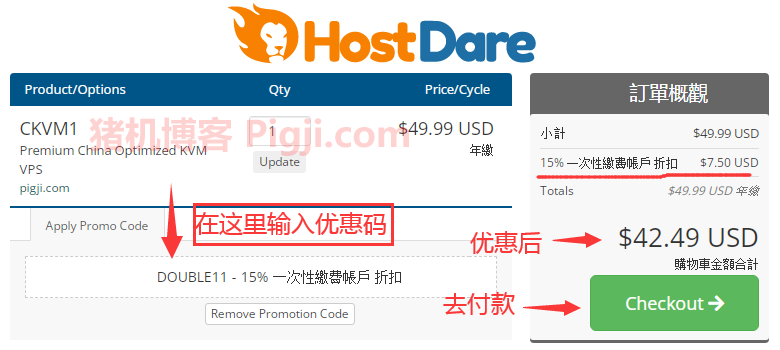 HostDare
Product/Options Qty Price/Cycle
CKVM1 1 $49.99 USD
Premium China Optimized KVM Update 年繳
VPS
pigji.com
猪机博客 Pigji.com
Apply Promo Code
在这里输入优惠码
DOUBLE11 - 15% 一次性繳費帳戶 折扣
Remove Promotion Code
訂單概觀
小計 $49.99 USD
15% 一次性繳費帳戶 折扣 $7.50 USD
Totals $49.99 USD 年繳
优惠后 $42.49 USD
購物車金額合計
去付款 Checkout